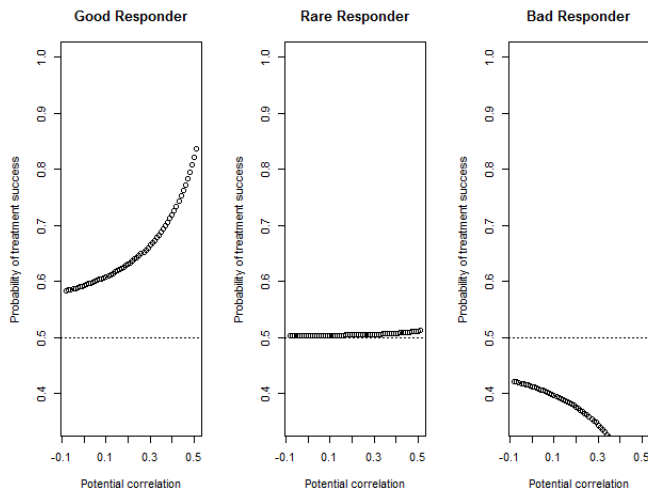 Good Responder
Probability of treatment success
0.4 0.5 0.6 0.7 0.8 0.9 1.0
-0.1 0.1 0.3 0.5
Potential correlation
Rare Responder
Probability of treatment success
0.4 0.5 0.6 0.7 0.8 0.9 1.0
-0.1 0.1 0.3 0.5
Potential correlation
Bad Responder
Probability of treatment success
0.4 0.5 0.6 0.7 0.8 0.9 1.0
-0.1 0.1 0.3 0.5
Potential correlation